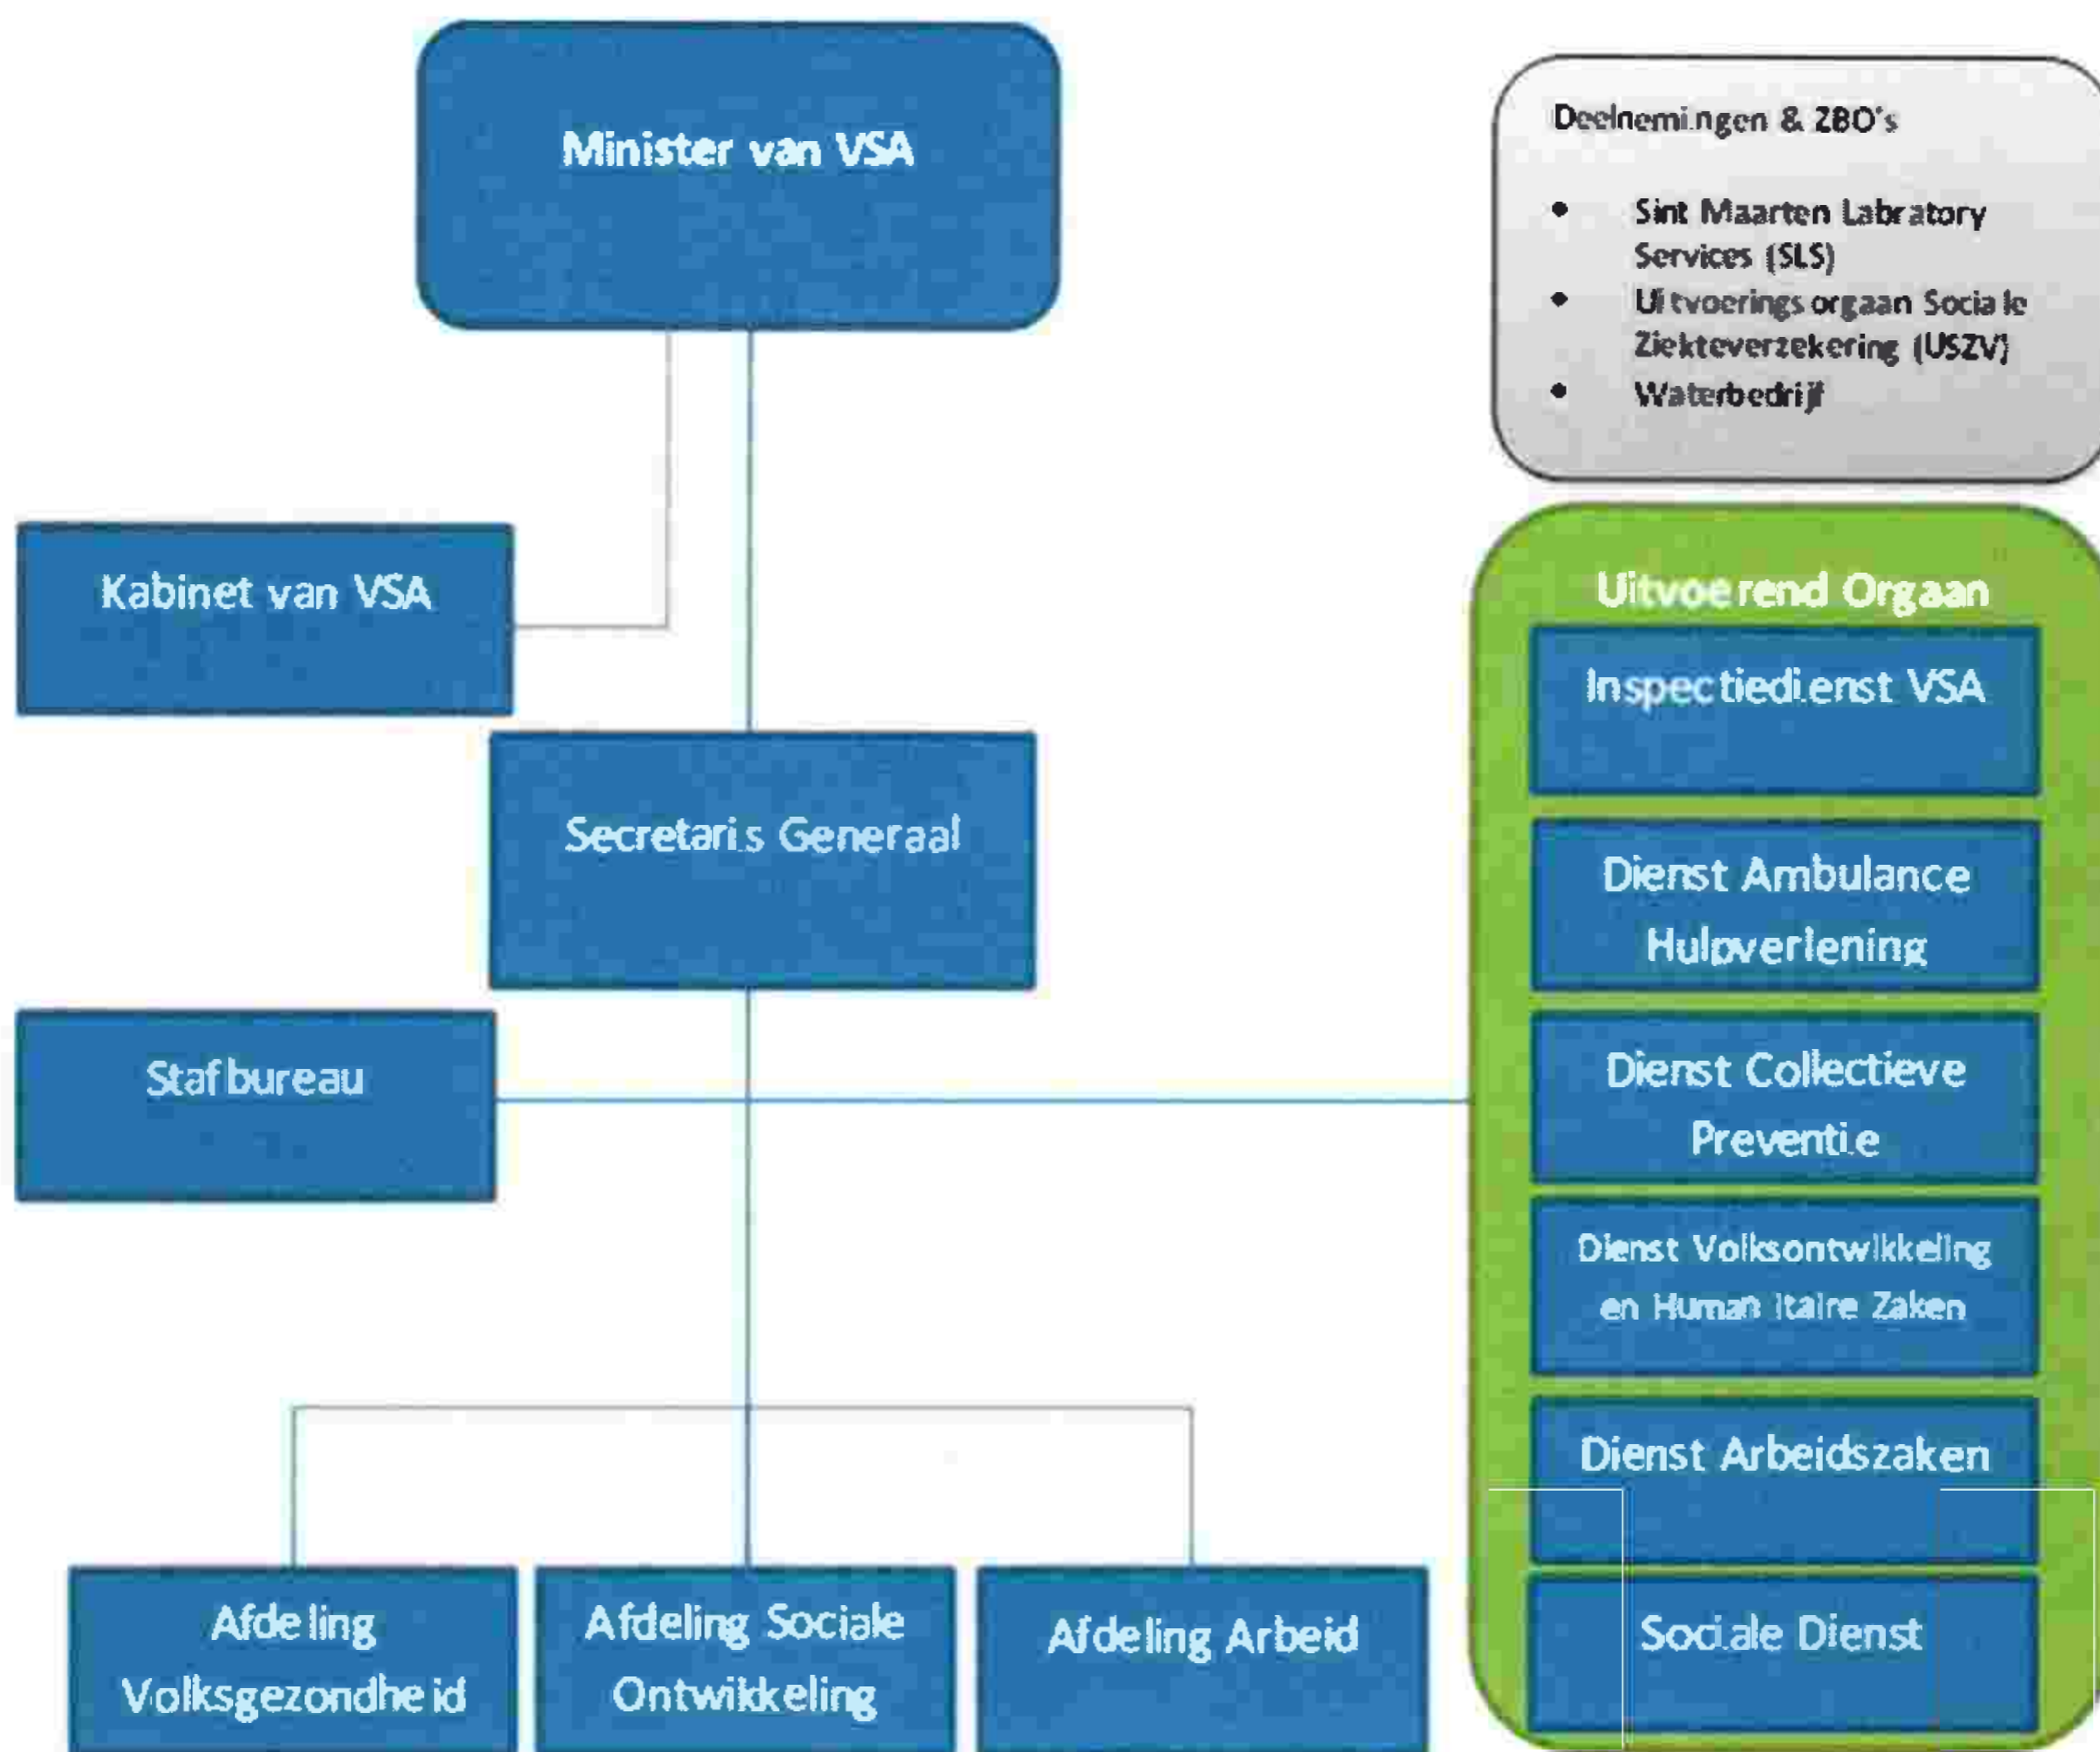 Minister van VSA
Deelnemingen & ZBO's
• Sint Maarten Labratory
Services (SLS)
• Uitvoeringsorgaan Sociale
Ziekteverzekering (USZV)
• Waterbedrijf
Kabinet van VSA
Secretaris Generaal
Stafbureau
Uitvoerend Orgaan
Inspectiedienst VSA
Dienst Ambulance
Hulpverlening
Dienst Collectieve
Preventie
Dienst Volksontwikkeling
en Humanitaire Zaken
Dienst Arbeidszaken
Sociale Dienst
Afdeling
Volksgezondheid
Afdeling Sociale
Ontwikkeling
Afdeling Arbeid